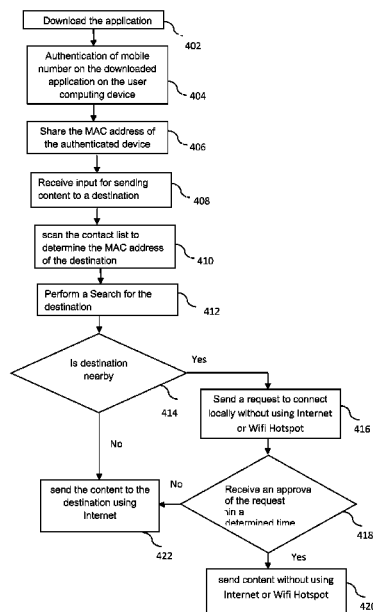 Download the application
402
Authentication of mobile
number on the downloaded
application on the user
computing device
404
Share the MAC address of
the authenticated device
406
Receive input for sending
content to a destination
408
scan the contact list to
determine the MAC address
of the destination
410
Perform a Search for the
destination
412
Is destination
nearby
414
Yes
No
Send a request to connect
locally without using Internet
or Wifi Hotspot
416
Receive an approva
of the request
in a
determined time
418
No
Yes
send the content to the
destination using
Internet
422
send content without using
Internet or Wifi Hotspot
420